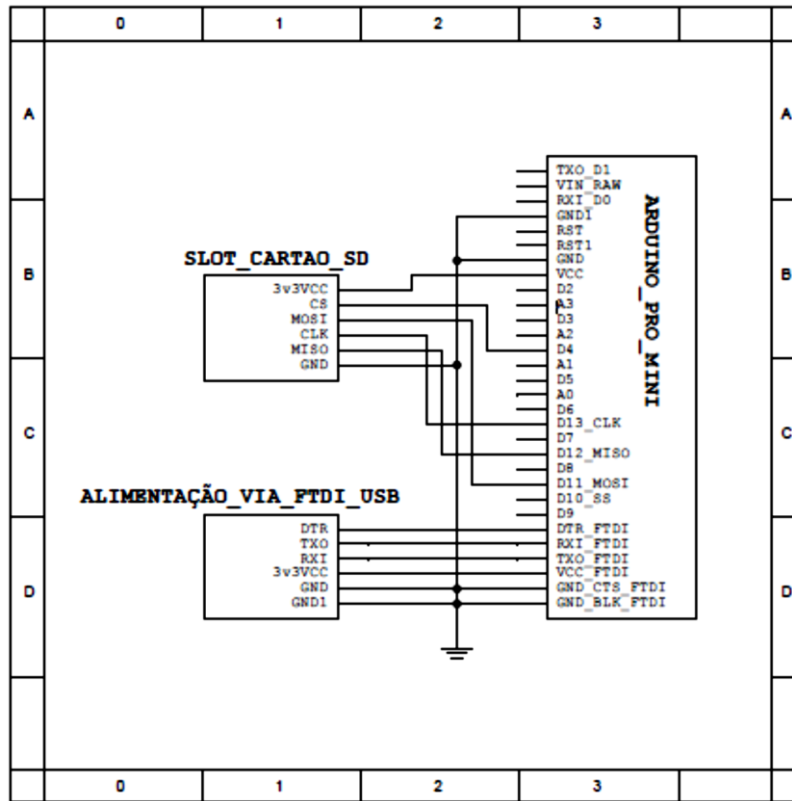 0 1 2 3
A A
TXO_D1
VIN_RAW
RXI_D0
GND1
RST
RST1
GND
VCC
D2
A3
D3
A2
D4
A1
D5
A0
D6
D13_CLK
D7
D12_MISO
D8
D11_MOSI
D10_SS
D9
DTR_FTDI
RXI_FTDI
TXO_FTDI
VCC_FTDI
GND_CTS_FTDI
GND_BLK_FTDI
ARDUINO_PRO_MINI
B B
SLOT_CARTAO_SD
3v3VCC
CS
MOSI
CLK
MISO
GND
C C
ALIMENTAÇÃO_VIA_FTDI_USB
DTR
TXO
RXI
3v3VCC
GND
GND1
D D
0 1 2 3